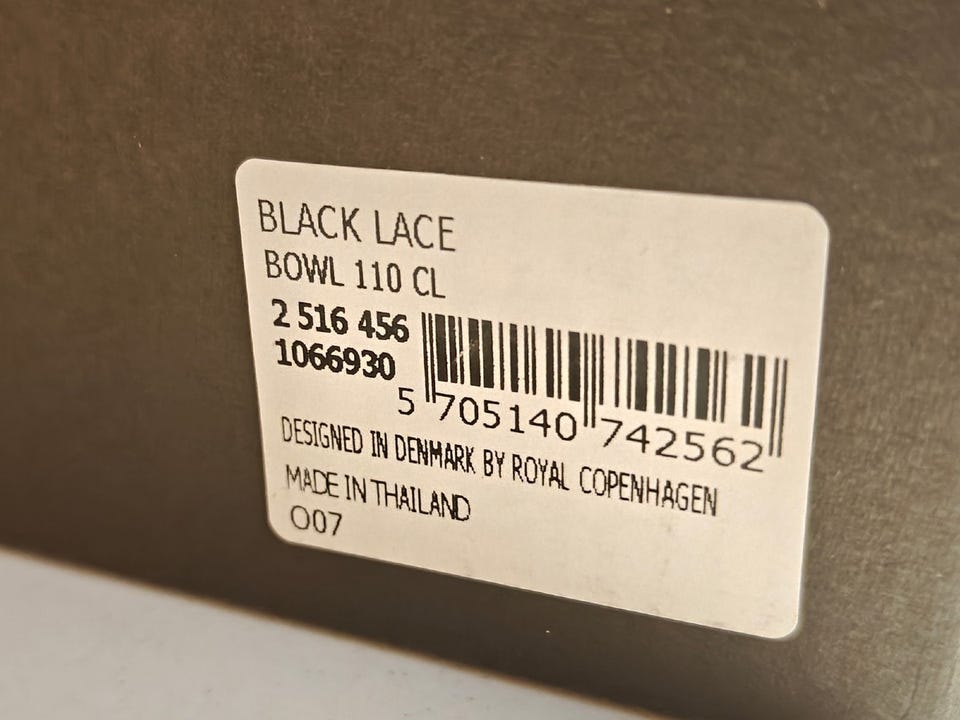 BLACK LACE
BOWL 110 CL
2 516 456
1066930
5 705140 742562
DESIGNED IN DENMARK BY ROYAL COPENHAGEN
MADE IN THAILAND
O07